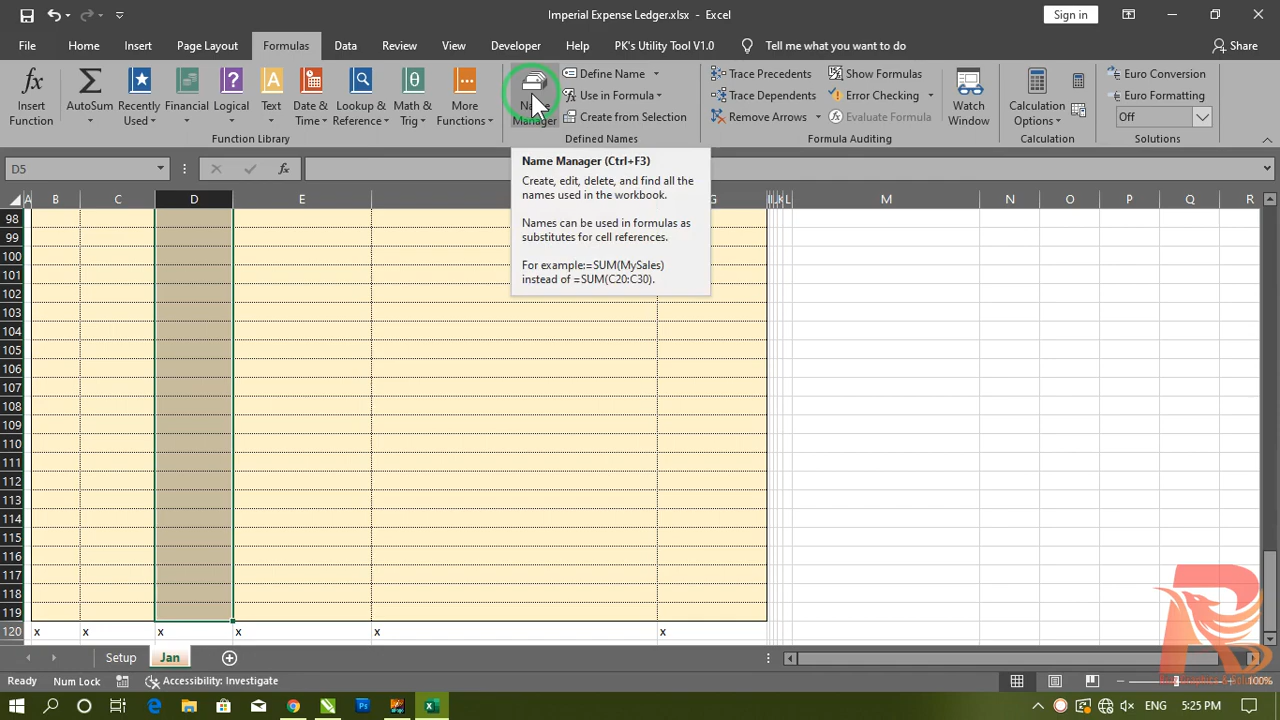 Imperial Expense Ledger.xlsx - Excel
Sign in
File
Home
Insert
Page Layout
Formulas
Data
Review
View
Developer
Help
PK's Utility Tool V1.0
Tell me what you want to do
Share
Insert Function
AutoSum
Recently Used
Financial
Logical
Text
Date & Time
Lookup & Reference
Math & Trig
More Functions
Function Library
Name Manager
Define Name
Use in Formula
Create from Selection
Defined Names
Trace Precedents
Trace Dependents
Remove Arrows
Show Formulas
Error Checking
Evaluate Formula
Formula Auditing
Watch Window
Calculation Options
Calculation
Euro Conversion
Euro Formatting
Off
Solutions
D5
fx
Name Manager (Ctrl+F3)
Create, edit, delete, and find all the
names used in the workbook.
Names can be used in formulas as
substitutes for cell references.
For example:=SUM(MySales)
instead of =SUM(C20:C30).
A B C D E G I J K L M N O P Q R
98
99
100
101
102
103
104
105
106
107
108
109
110
111
112
113
114
115
116
117
118
119
120 x x x x x x
Setup
Jan
Ready
Num Lock
Accessibility: Investigate
100%
ENG
5:25 PM